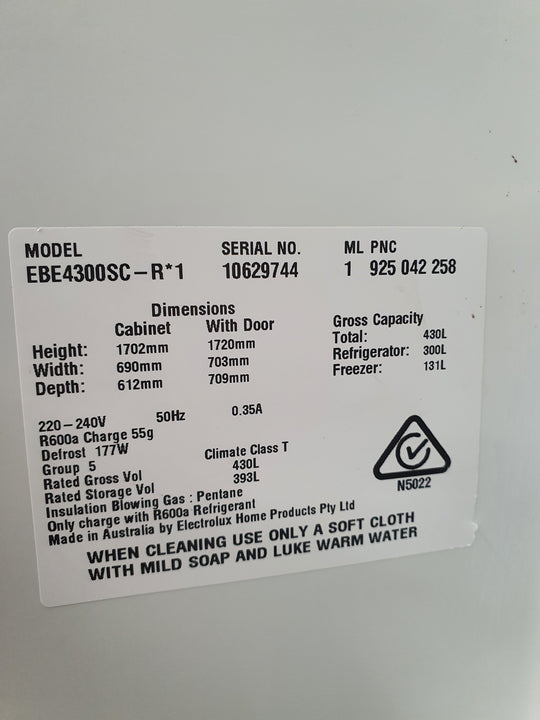 MODEL SERIAL NO. ML PNC
EBE4300SC-R*1 10629744 1 925 042 258
Dimensions
Cabinet With Door Gross Capacity
Height: 1702mm 1720mm Total: 430L
Width: 690mm 703mm Refrigerator: 300L
Depth: 612mm 709mm Freezer: 131L
220-240V 50Hz 0.35A
R600a Charge 55g
Defrost 177W Climate Class T
Group 5
Rated Gross Vol 430L
Rated Storage Vol 393L
Insulation Blowing Gas : Pentane
Only charge with R600a Refrigerant
Made in Australia by Electrolux Home Products Pty Ltd
N5022
WHEN CLEANING USE ONLY A SOFT CLOTH
WITH MILD SOAP AND LUKE WARM WATER